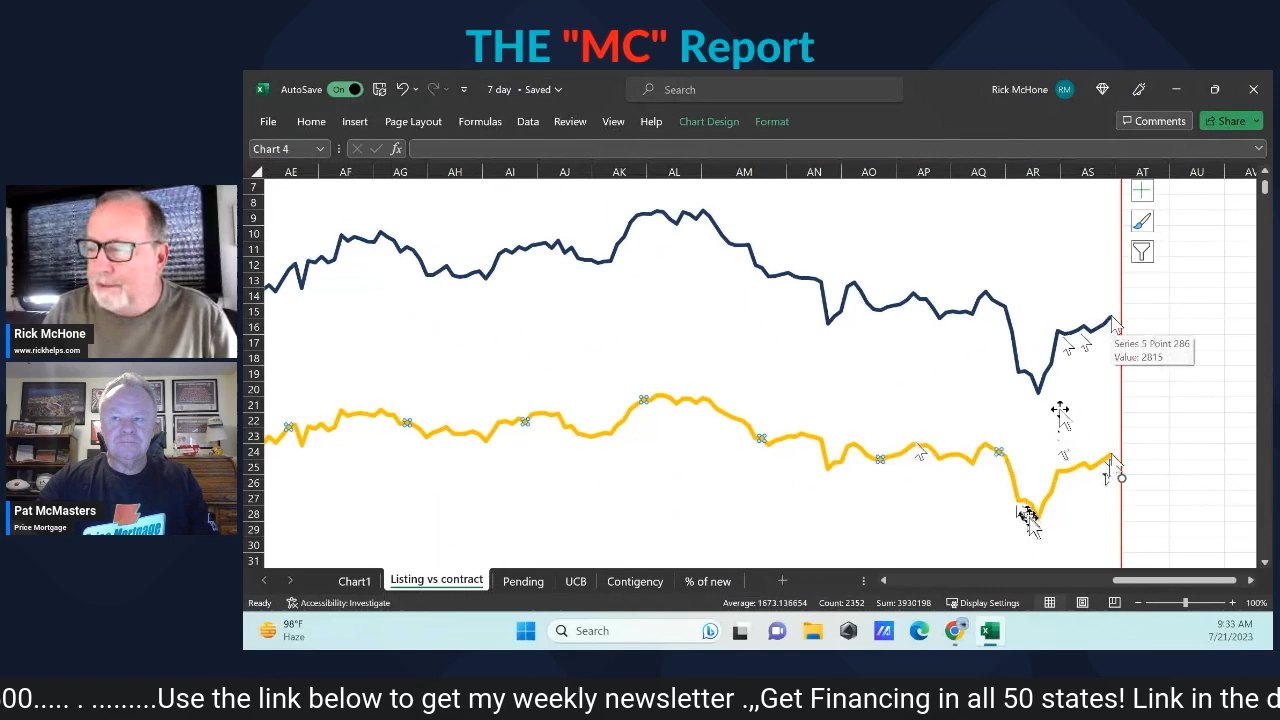 THE "MC" Report
AutoSave On 7 day • Saved Search Rick McHone RM
File Home Insert Page Layout Formulas Data Review View Help Chart Design Format Comments Share
Chart 4 fx
AE AF AG AH AI AJ AK AL AM AN AO AP AQ AR AS AT AU AV
7
8
9
10
11
12
13
14
15
16
17
18
19
20
21
22
23
24
25
26
27
28
29
30
31
Series 5 Point 286
Value: 2815
Rick McHone
www.rickhelps.com
Pat McMasters
Price Mortgage
Chart1 Listing vs contract Pending UCB Contigency % of new
Ready Accessibility: Investigate Average: 1673.136654 Count: 2352 Sum: 3930198 Display Settings 100%
98°F
Haze
Search
9:33 AM
7/21/2023
00..... . .........Use the link below to get my weekly newsletter .,,Get Financing in all 50 states! Link in the d